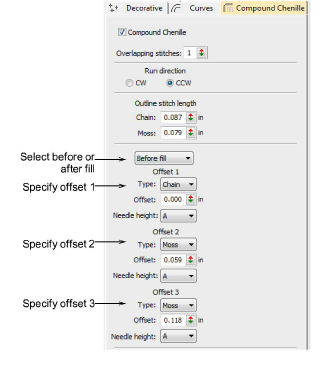 Decorative Curves Compound Chenille
Compound Chenille
Overlapping stitches: 1
Run direction
CW CCW
Outline stitch length
Chain: 0.087 in
Moss: 0.079 in
Select before or
after fill
Before fill
Offset 1
Specify offset 1
Type: Chain
Offset: 0.000 in
Needle height: A
Offset 2
Specify offset 2
Type: Moss
Offset: 0.059 in
Needle height: A
Offset 3
Specify offset 3
Type: Moss
Offset: 0.118 in
Needle height: A